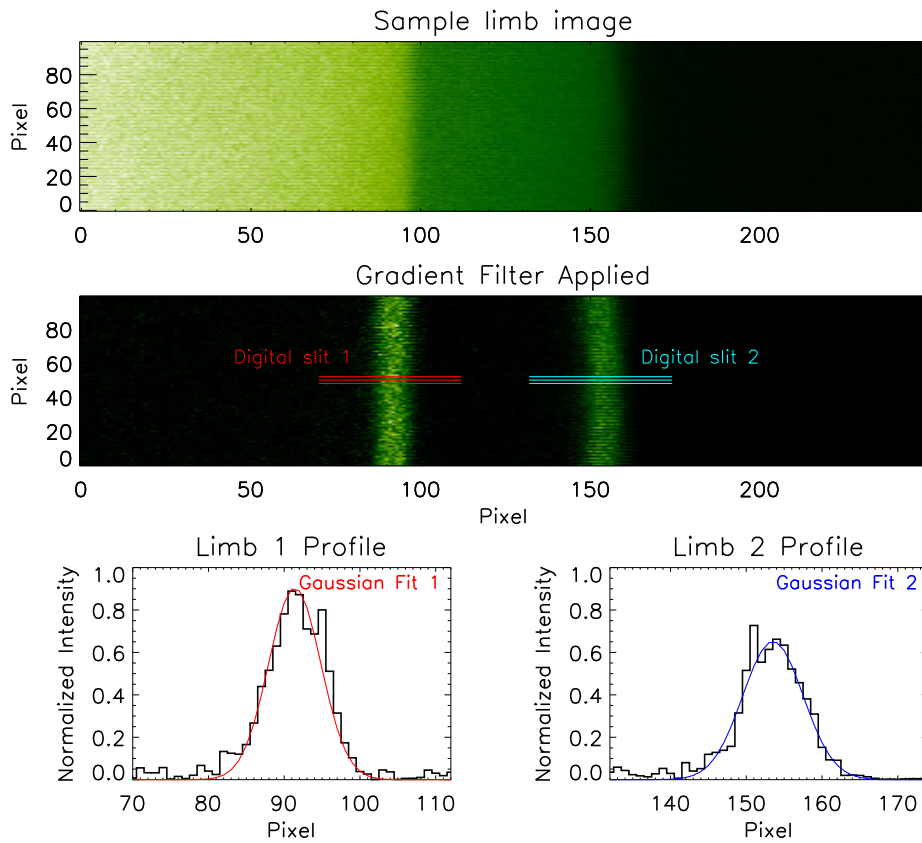 Sample limb image
Pixel
80
60
40
20
0
0 50 100 150 200
Gradient Filter Applied
Pixel
80
60
40
20
0
Digital slit 1
Digital slit 2
0 50 100 150 200
Pixel
Limb 1 Profile
Normalized Intensity
1.0
0.8
0.6
0.4
0.2
0.0
Gaussian Fit 1
70 80 90 100 110
Pixel
Limb 2 Profile
Normalized Intensity
1.0
0.8
0.6
0.4
0.2
0.0
Gaussian Fit 2
140 150 160 170
Pixel